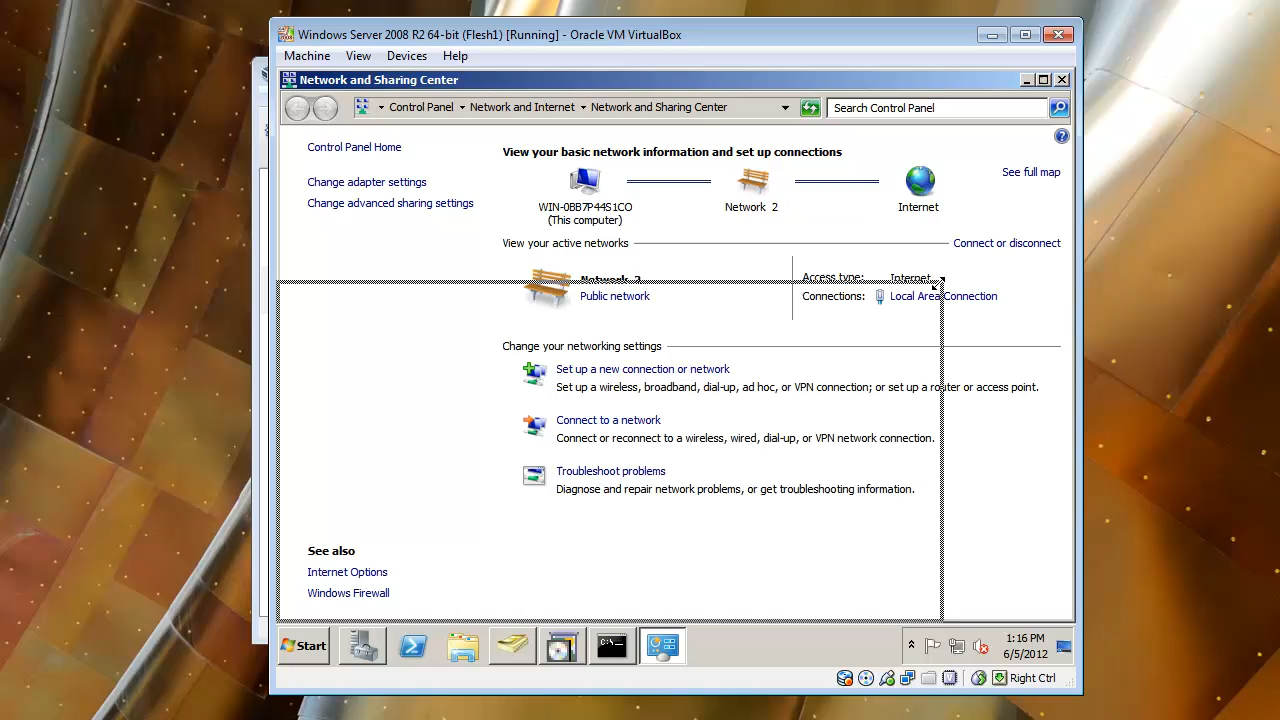 Windows Server 2008 R2 64-bit (Flesh1) [Running] - Oracle VM VirtualBox
Machine View Devices Help
Network and Sharing Center
Control Panel Network and Internet Network and Sharing Center Search Control Panel
Control Panel Home
Change adapter settings
Change advanced sharing settings
View your basic network information and set up connections
See full map
WIN-0BB7P44S1CO
(This computer)
Network 2
Internet
View your active networks
Connect or disconnect
Network 2
Public network
Access type: Internet
Connections: Local Area Connection
Change your networking settings
Set up a new connection or network
Set up a wireless, broadband, dial-up, ad hoc, or VPN connection; or set up a router or access point.
Connect to a network
Connect or reconnect to a wireless, wired, dial-up, or VPN network connection.
Troubleshoot problems
Diagnose and repair network problems, or get troubleshooting information.
See also
Internet Options
Windows Firewall
Start
C:\
1:16 PM
6/5/2012
Right Ctrl